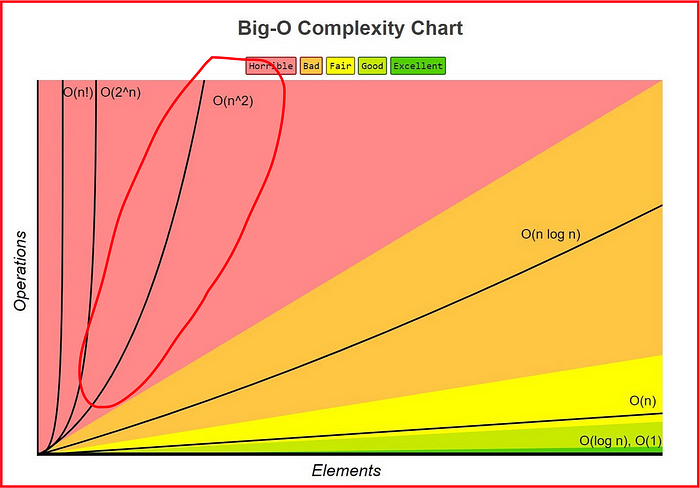 Big-O Complexity Chart
Horrible Bad Fair Good Excellent
O(n!) O(2^n) O(n^2)
O(n log n)
O(n)
O(log n), O(1)
Operations
Elements